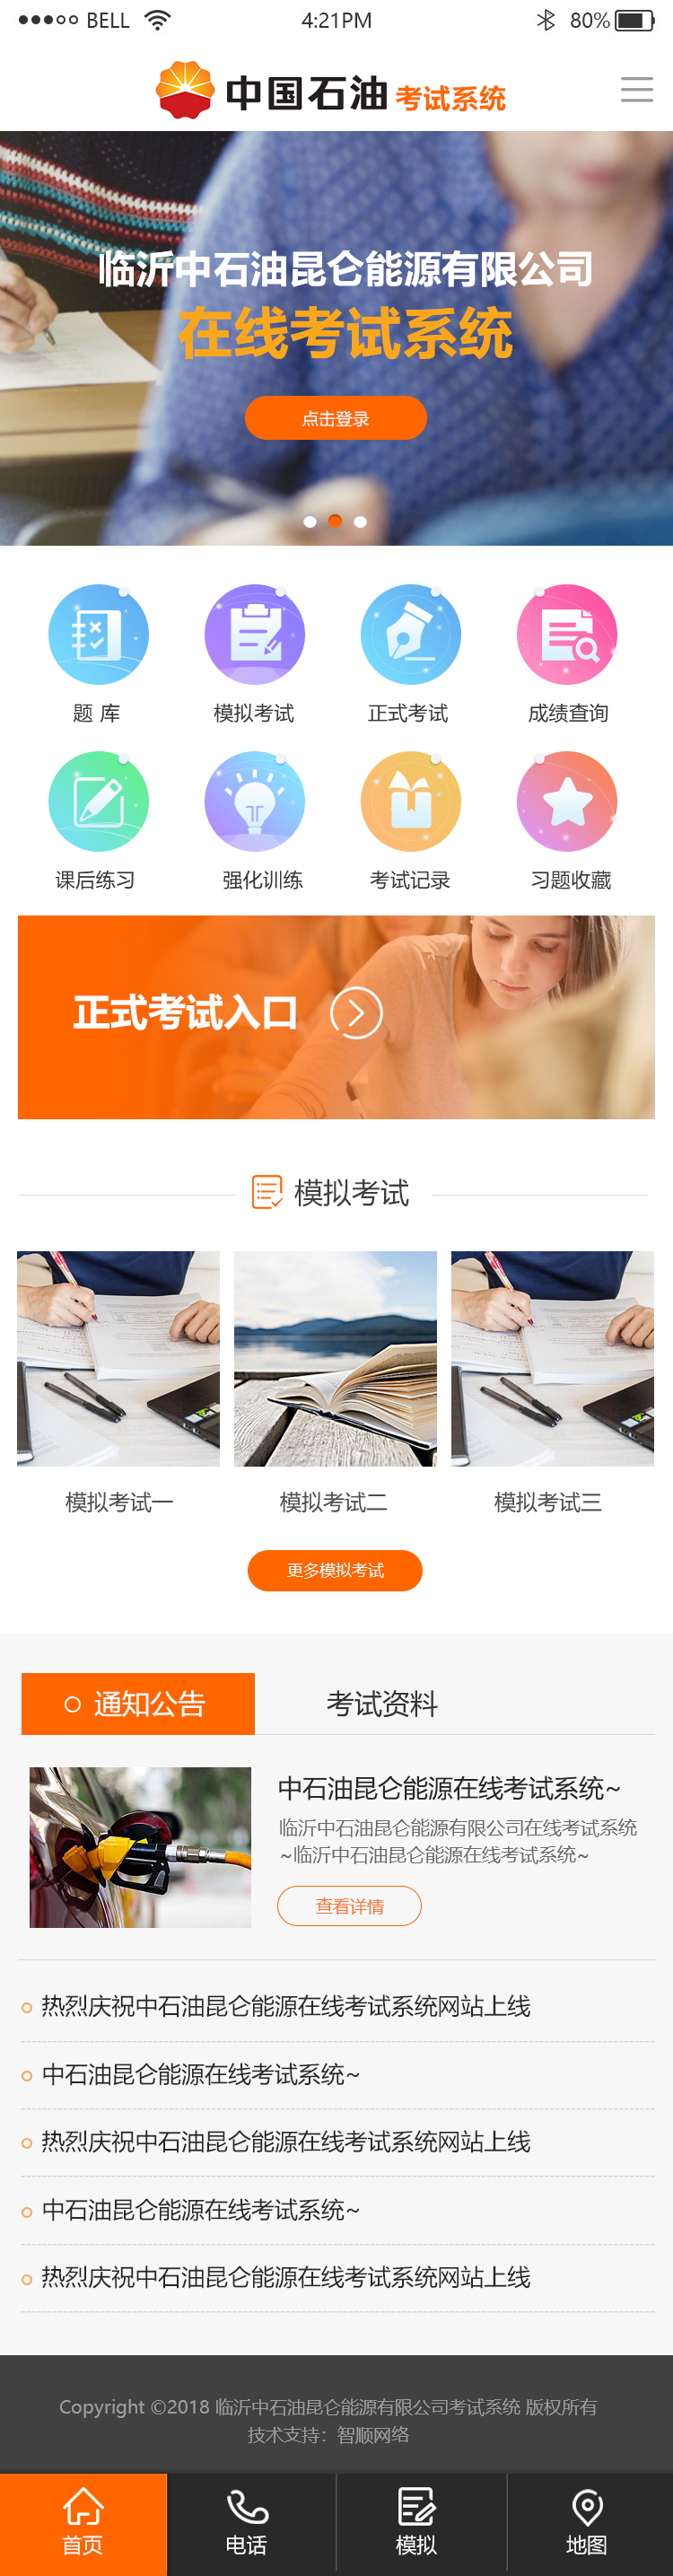 BELL 4:21PM 80%
中国石油 考试系统
临沂中石油昆仑能源有限公司
在线考试系统
点击登录
题 库 模拟考试 正式考试 成绩查询
课后练习 强化训练 考试记录 习题收藏
正式考试入口
模拟考试
模拟考试一 模拟考试二 模拟考试三
更多模拟考试
通知公告 考试资料
中石油昆仑能源在线考试系统~
临沂中石油昆仑能源有限公司在线考试系统
~临沂中石油昆仑能源在线考试系统~
查看详情
热烈庆祝中石油昆仑能源在线考试系统网站上线
中石油昆仑能源在线考试系统~
热烈庆祝中石油昆仑能源在线考试系统网站上线
中石油昆仑能源在线考试系统~
热烈庆祝中石油昆仑能源在线考试系统网站上线
Copyright ©2018 临沂中石油昆仑能源有限公司考试系统 版权所有
技术支持：智顺网络
首页 电话 模拟 地图